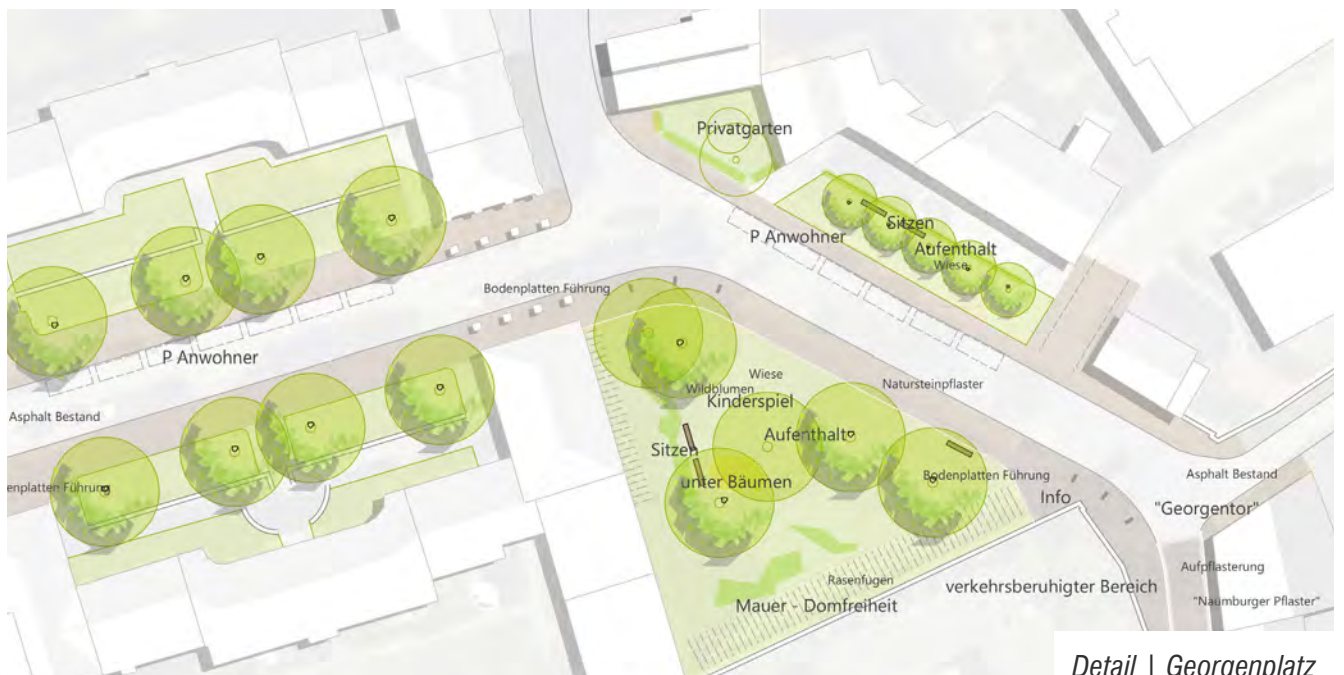 Privatgarten
P Anwohner
Sitzen
Aufenthalt
Wiese
Bodenplatten Führung
P Anwohner
Asphalt Bestand
enplatten Führung
Wiese
Wildblumen
Kinderspiel
Natursteinpflaster
Aufenthalt
Sitzen
unter Bäumen
Bodenplatten Führung
Info
Asphalt Bestand
"Georgentor"
Rasenfugen
Mauer - Domfreiheit
verkehrsberuhigter Bereich
Aufpflasterung
"Naumburger Pflaster"
Detail | Georgenplatz